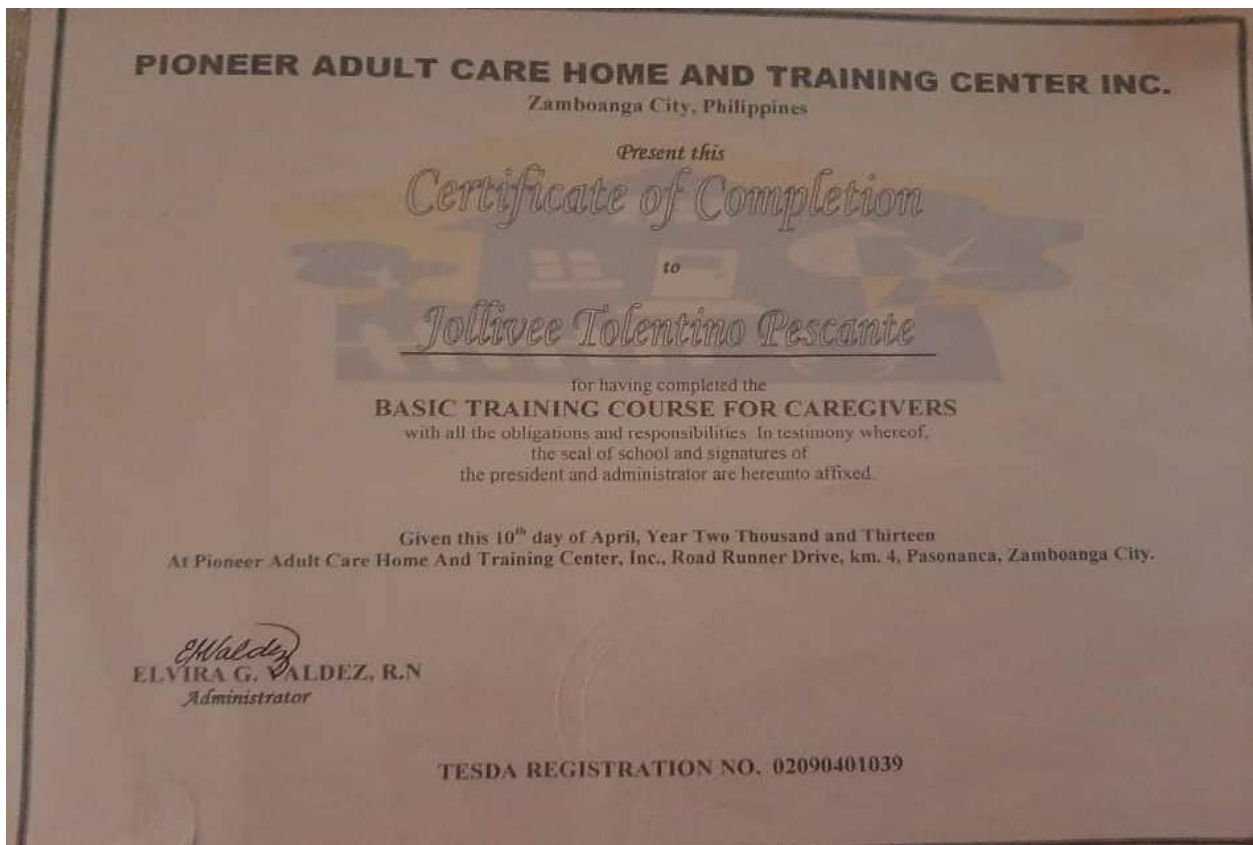 PIONEER ADULT CARE HOME AND TRAINING CENTER INC.
Zamboanga City, Philippines
Present this
Certificate of Completion
to
Jollivee Tolentino Pescante
for having completed the
BASIC TRAINING COURSE FOR CAREGIVERS
with all the obligations and responsibilities. In testimony whereof,
the seal of school and signatures of
the president and administrator are hereunto affixed.
Given this 10th day of April, Year Two Thousand and Thirteen
At Pioneer Adult Care Home And Training Center, Inc., Road Runner Drive, km. 4, Pasonanca, Zamboanga City.
EValdez
ELVIRA G. VALDEZ, R.N
Administrator
TESDA REGISTRATION NO. 02090401039